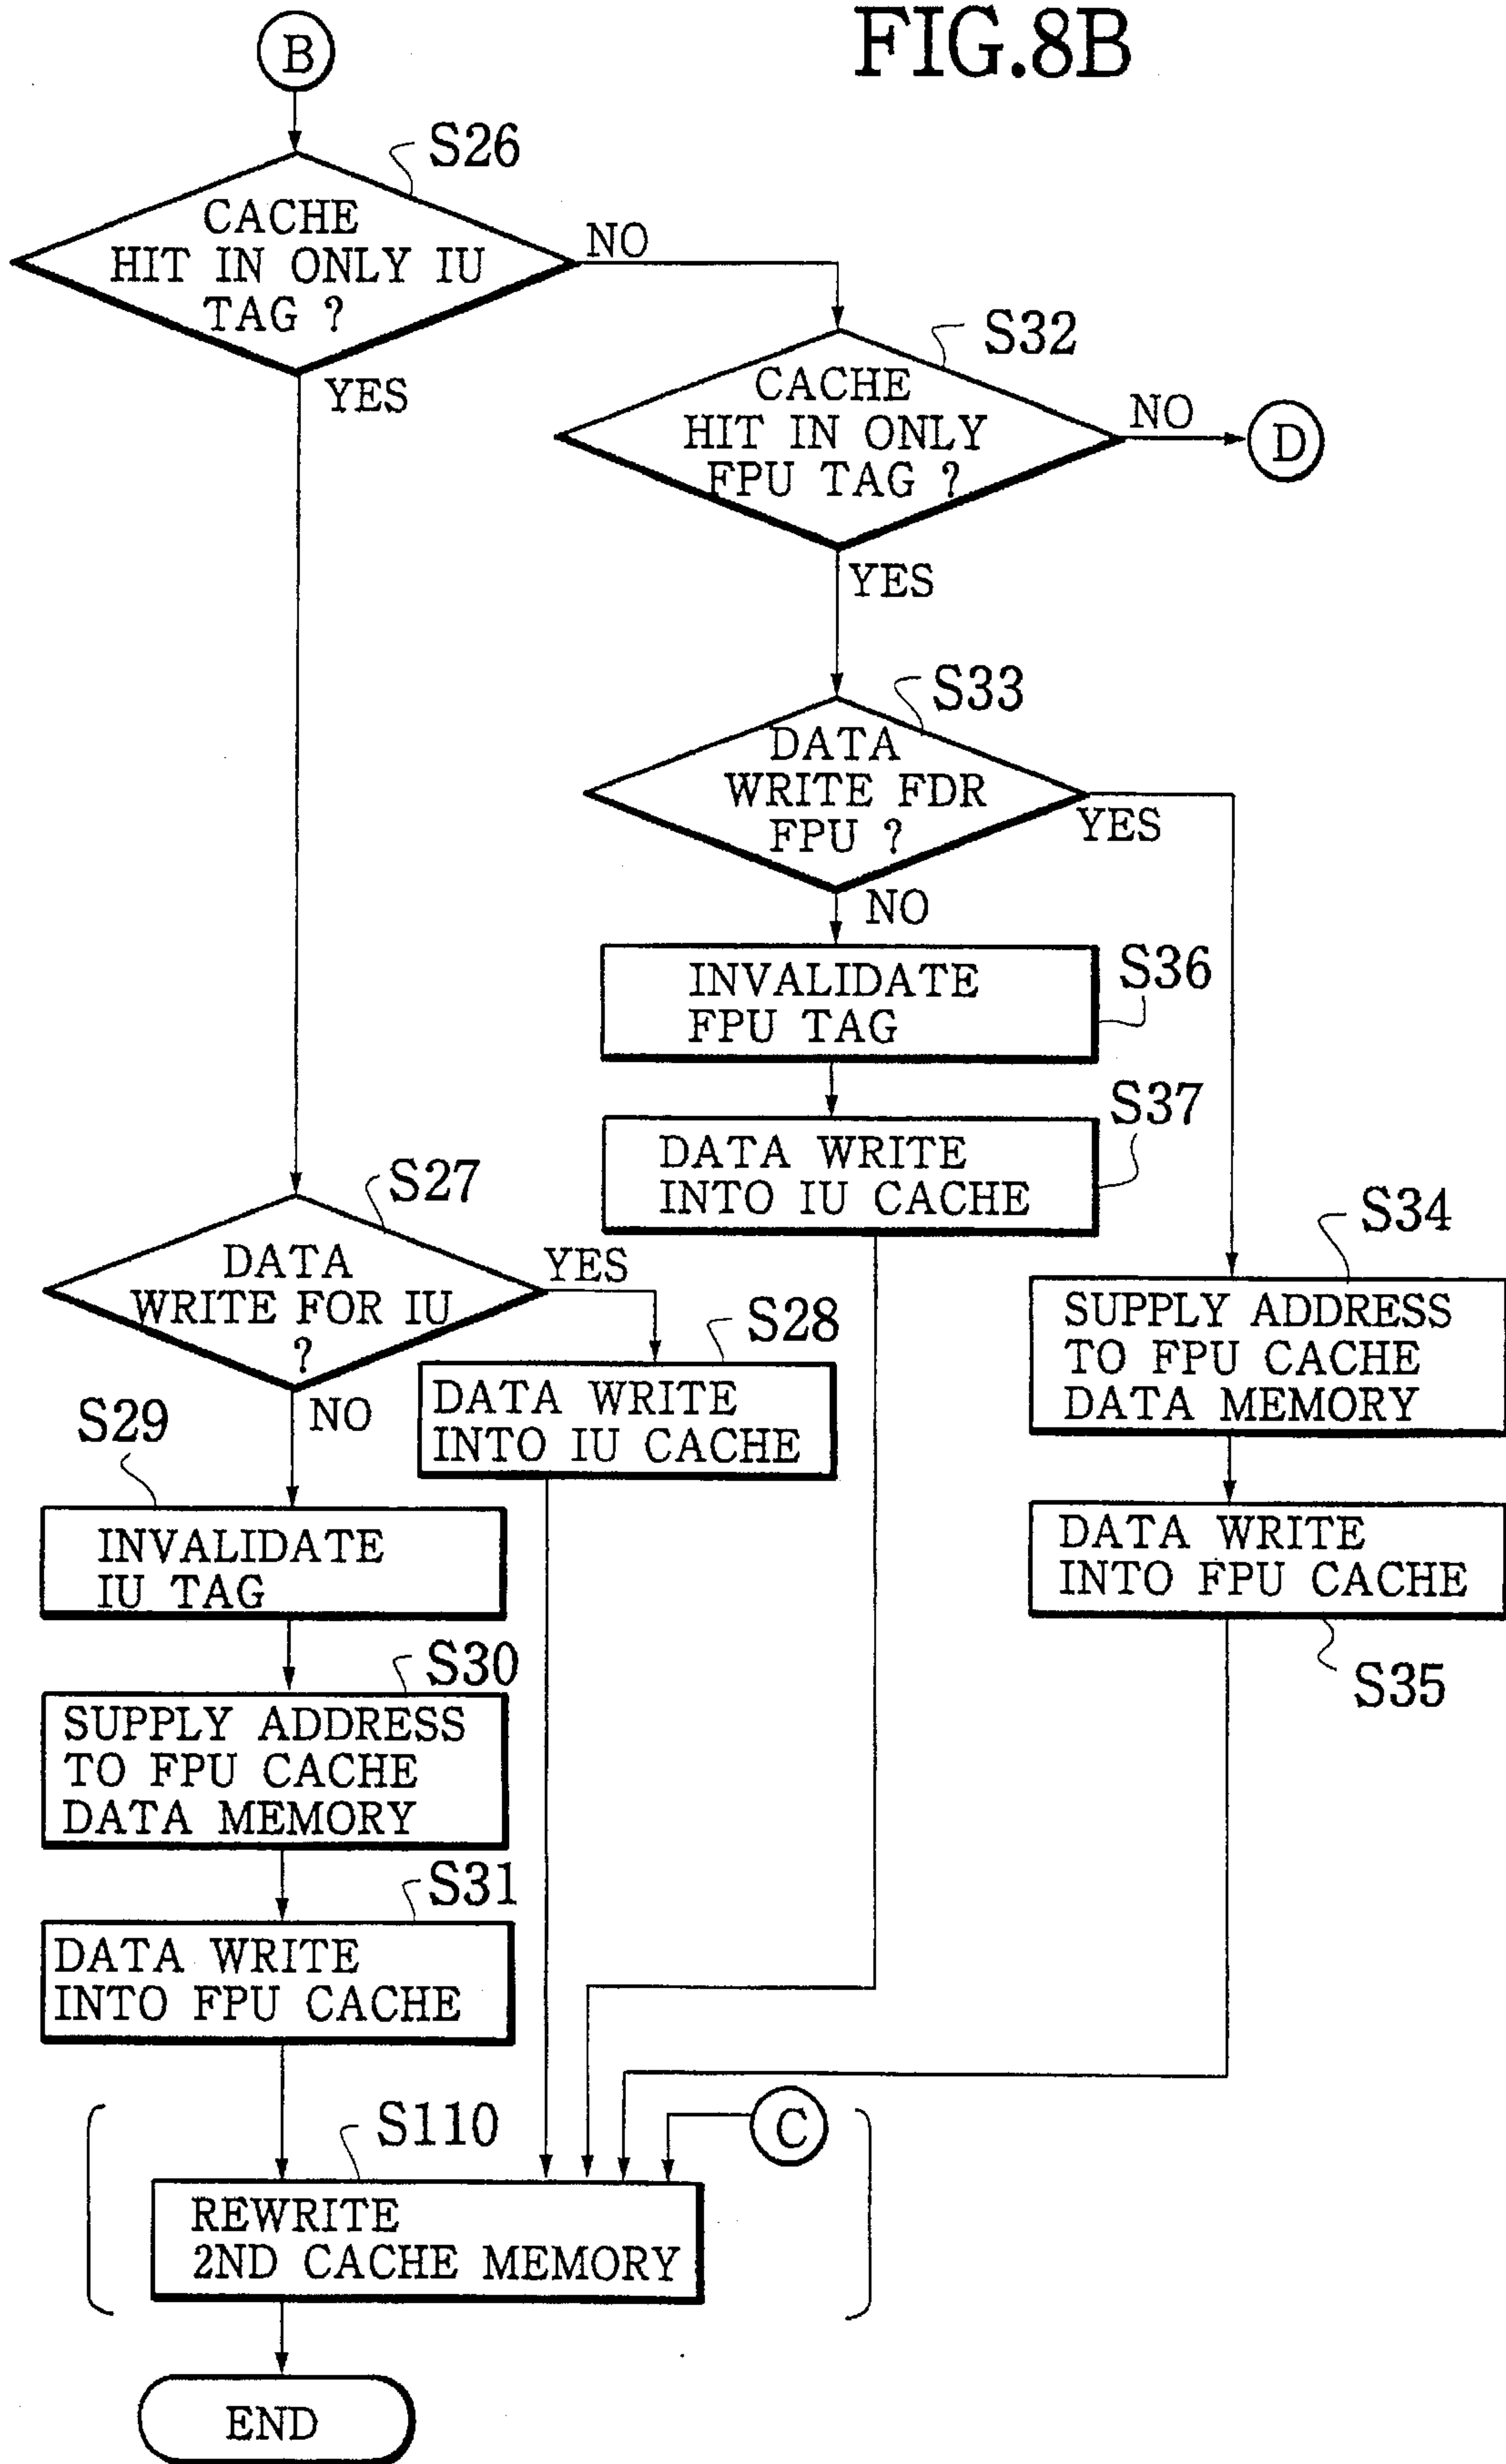 FIG.8B
B
S26
CACHE
HIT IN ONLY IU
TAG ?
NO
YES
S32
CACHE
HIT IN ONLY
FPU TAG ?
NO
D
YES
S33
DATA
WRITE FDR
FPU ?
YES
NO
S36
INVALIDATE
FPU TAG
S37
DATA WRITE
INTO IU CACHE
S27
DATA
WRITE FOR IU
?
YES
NO
S28
DATA WRITE
INTO IU CACHE
S34
SUPPLY ADDRESS
TO FPU CACHE
DATA MEMORY
S29
INVALIDATE
IU TAG
DATA WRITE
INTO FPU CACHE
S35
S30
SUPPLY ADDRESS
TO FPU CACHE
DATA MEMORY
S31
DATA WRITE
INTO FPU CACHE
S110
C
REWRITE
2ND CACHE MEMORY
END